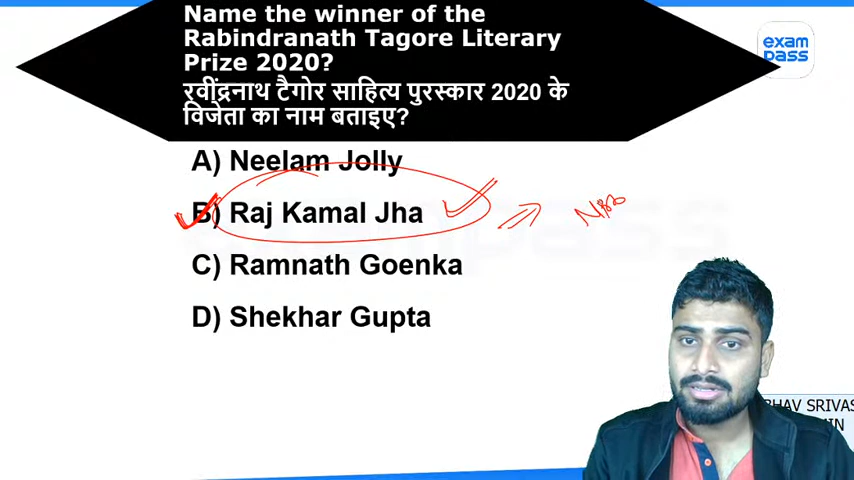 Name the winner of the
Rabindranath Tagore Literary
Prize 2020?
रवींद्रनाथ टैगोर साहित्य पुरस्कार 2020 के
विजेता का नाम बताइए?
exam
pass
A) Neelam Jolly
B) Raj Kamal Jha
C) Ramnath Goenka
D) Shekhar Gupta